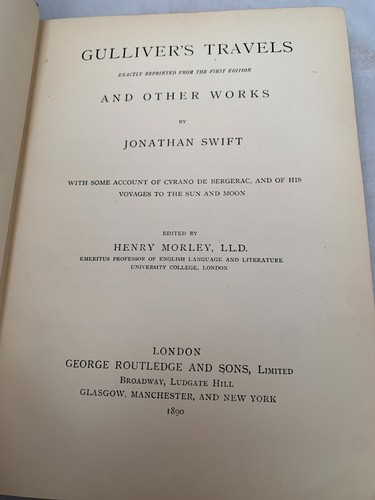 GULLIVER'S TRAVELS
EXACTLY REPRINTED FROM THE FIRST EDITION
AND OTHER WORKS
BY
JONATHAN SWIFT
WITH SOME ACCOUNT OF CYRANO DE BERGERAC, AND OF HIS
VOYAGES TO THE SUN AND MOON
EDITED BY
HENRY MORLEY, LL.D.
EMERITUS PROFESSOR OF ENGLISH LANGUAGE AND LITERATURE
UNIVERSITY COLLEGE, LONDON
LONDON
GEORGE ROUTLEDGE AND SONS, LIMITED
BROADWAY, LUDGATE HILL
GLASGOW, MANCHESTER, AND NEW YORK
1890